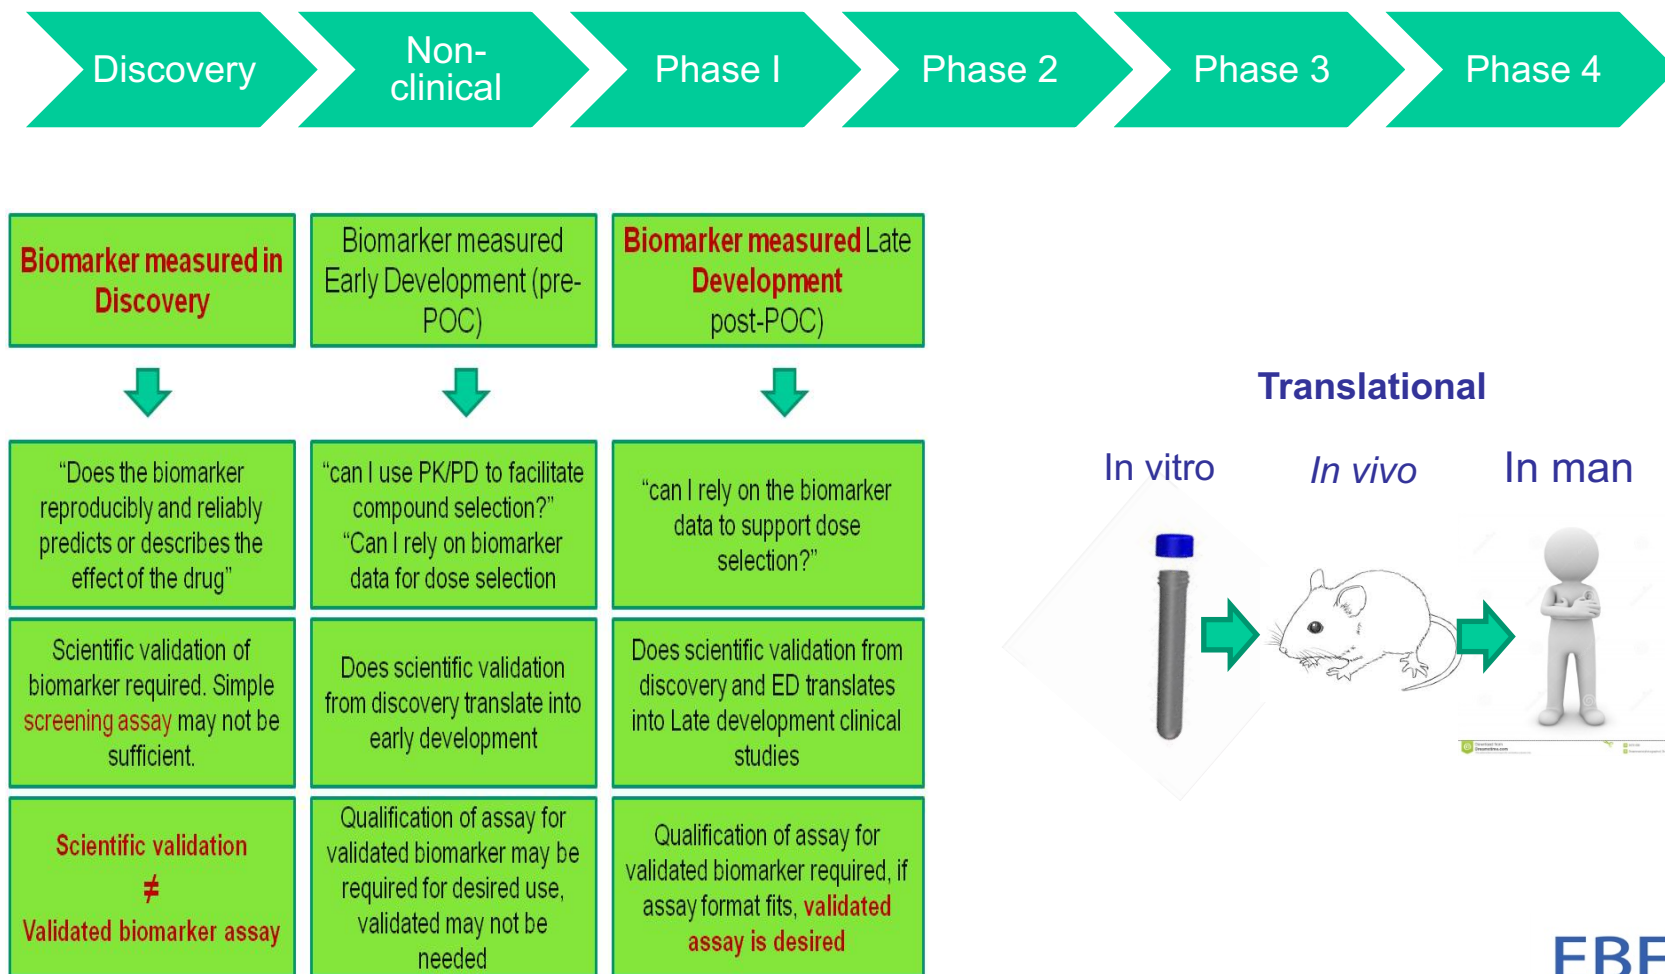 Discovery
Non-
clinical
Phase I
Phase 2
Phase 3
Phase 4
Biomarker measured in
Discovery
Biomarker measured
Early Development (pre-
POC)
Biomarker measured Late
Development
post-POC)
“Does the biomarker
reproducibly and reliably
predicts or describes the
effect of the drug”
“can I use PK/PD to facilitate
compound selection?”
“Can I rely on biomarker
data for dose selection
“can I rely on the biomarker
data to support dose
selection?”
Scientific validation of
biomarker required. Simple
screening assay may not be
sufficient.
Does scientific validation
from discovery translate into
early development
Does scientific validation from
discovery and ED translates
into Late development clinical
studies
Scientific validation
≠
Validated biomarker assay
Qualification of assay for
validated biomarker may be
required for desired use,
validated may not be
needed
Qualification of assay for
validated biomarker required, if
assay format fits, validated
assay is desired
Translational
In vitro
In vivo
In man
EBF